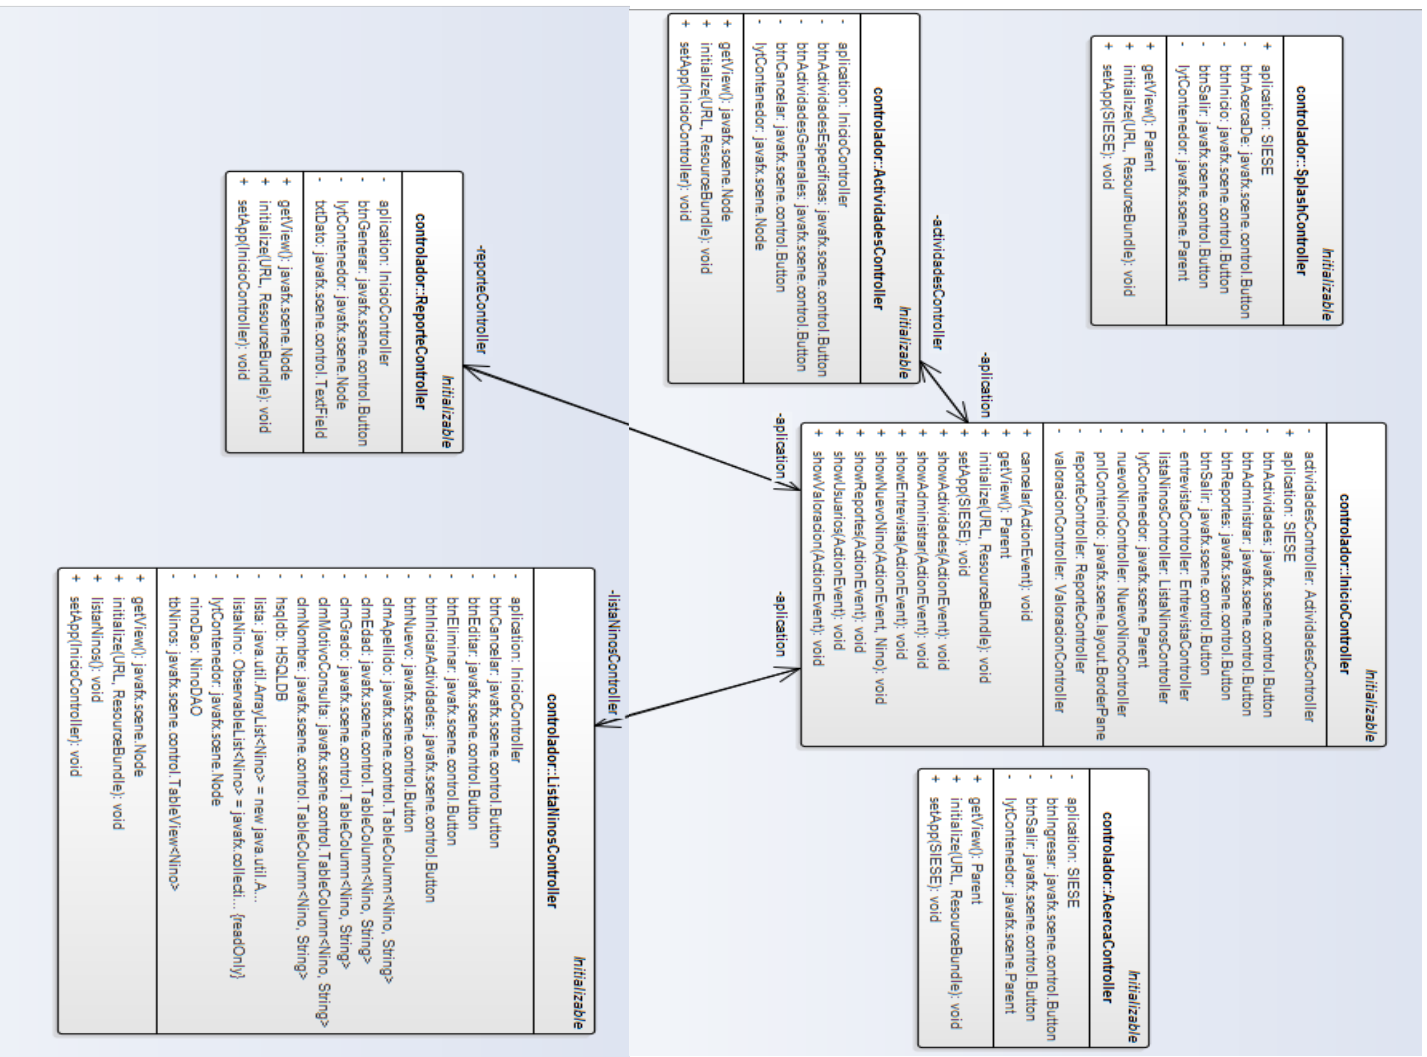 Initializable
controlador::SplashController
+ aplication: SIESE
- btnAcercaDe: javafx.scene.control.Button
- btnInicio: javafx.scene.control.Button
- btnSalir: javafx.scene.control.Button
- lytContenedor: javafx.scene.Parent
+ getView(): Parent
+ initialize(URL, ResourceBundle): void
+ setApp(SIESE): void
Initializable
controlador::ActividadesController
- aplication: InicioController
- btnActividadesEspecificas: javafx.scene.control.Button
- btnActividadesGenerales: javafx.scene.control.Button
- btnCancelar: javafx.scene.control.Button
- lytContenedor: javafx.scene.Node
+ getView(): javafx.scene.Node
+ initialize(URL, ResourceBundle): void
+ setApp(InicioController): void
-actividadesController
-aplication
Initializable
controlador::InicioController
- actividadesController: ActividadesController
+ aplication: SIESE
- btnActividades: javafx.scene.control.Button
- btnAdministrar: javafx.scene.control.Button
- btnReportes: javafx.scene.control.Button
- btnSalir: javafx.scene.control.Button
- entrevistaController: EntrevistaController
- listaNinosController: ListaNinosController
- lytContenedor: javafx.scene.Parent
- nuevoNinoController: NuevoNinoController
- pnlContenido: javafx.scene.layout.BorderPane
- reporteController: ReporteController
- valoracionController: ValoracionController
+ cancelar(ActionEvent): void
+ getView(): Parent
+ initialize(URL, ResourceBundle): void
+ setApp(SIESE): void
+ showActividades(ActionEvent): void
+ showAdministrar(ActionEvent): void
+ showEntrevista(ActionEvent): void
+ showNuevoNino(ActionEvent, Nino): void
+ showReportes(ActionEvent): void
+ showUsuarios(ActionEvent): void
+ showValoracion(ActionEvent): void
-aplication
-aplication
Initializable
controlador::AcercaController
- aplication: SIESE
- btnIngresar: javafx.scene.control.Button
- btnSalir: javafx.scene.control.Button
- lytContenedor: javafx.scene.Parent
+ getView(): Parent
+ initialize(URL, ResourceBundle): void
+ setApp(SIESE): void
-reporteController
Initializable
controlador::ReporteController
- aplication: InicioController
- btnGenerar: javafx.scene.control.Button
- lytContenedor: javafx.scene.Node
- txtDato: javafx.scene.control.TextField
+ getView(): javafx.scene.Node
+ initialize(URL, ResourceBundle): void
+ setApp(InicioController): void
-listaNinosController
Initializable
controlador::ListaNinosController
- aplication: InicioController
- btnCancelar: javafx.scene.control.Button
- btnEditar: javafx.scene.control.Button
- btnEliminar: javafx.scene.control.Button
- btnIniciarActividades: javafx.scene.control.Button
- btnNuevo: javafx.scene.control.Button
- clmApellido: javafx.scene.control.TableColumn<Nino, String>
- clmEdad: javafx.scene.control.TableColumn<Nino, String>
- clmGrado: javafx.scene.control.TableColumn<Nino, String>
- clmMotivoConsulta: javafx.scene.control.TableColumn<Nino, String>
- clmNombre: javafx.scene.control.TableColumn<Nino, String>
- hsqldb: HSQLDB
- lista: java.util.ArrayList<Nino> = new java.util.A...
- listaNino: ObservableList<Nino> = javafx.collecti... {readOnly}
- lytContenedor: javafx.scene.Node
- ninoDao: NinoDAO
- tbNinos: javafx.scene.control.TableView<Nino>
+ getView(): javafx.scene.Node
+ initialize(URL, ResourceBundle): void
+ listarNinos(): void
+ setApp(InicioController): void